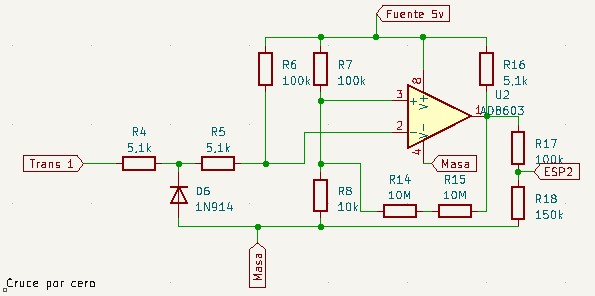 Fuente 5v
R6
100k
R7
100k
R16
5,1k
U2
AD8603
8
V+
3
+
1
2
-
V-
4
Masa
R4
5,1k
R5
5,1k
Trans 1
R17
100k
ESP2
D6
1N914
R8
10k
R14
10M
R15
10M
R18
150k
Masa
Cruce por cero